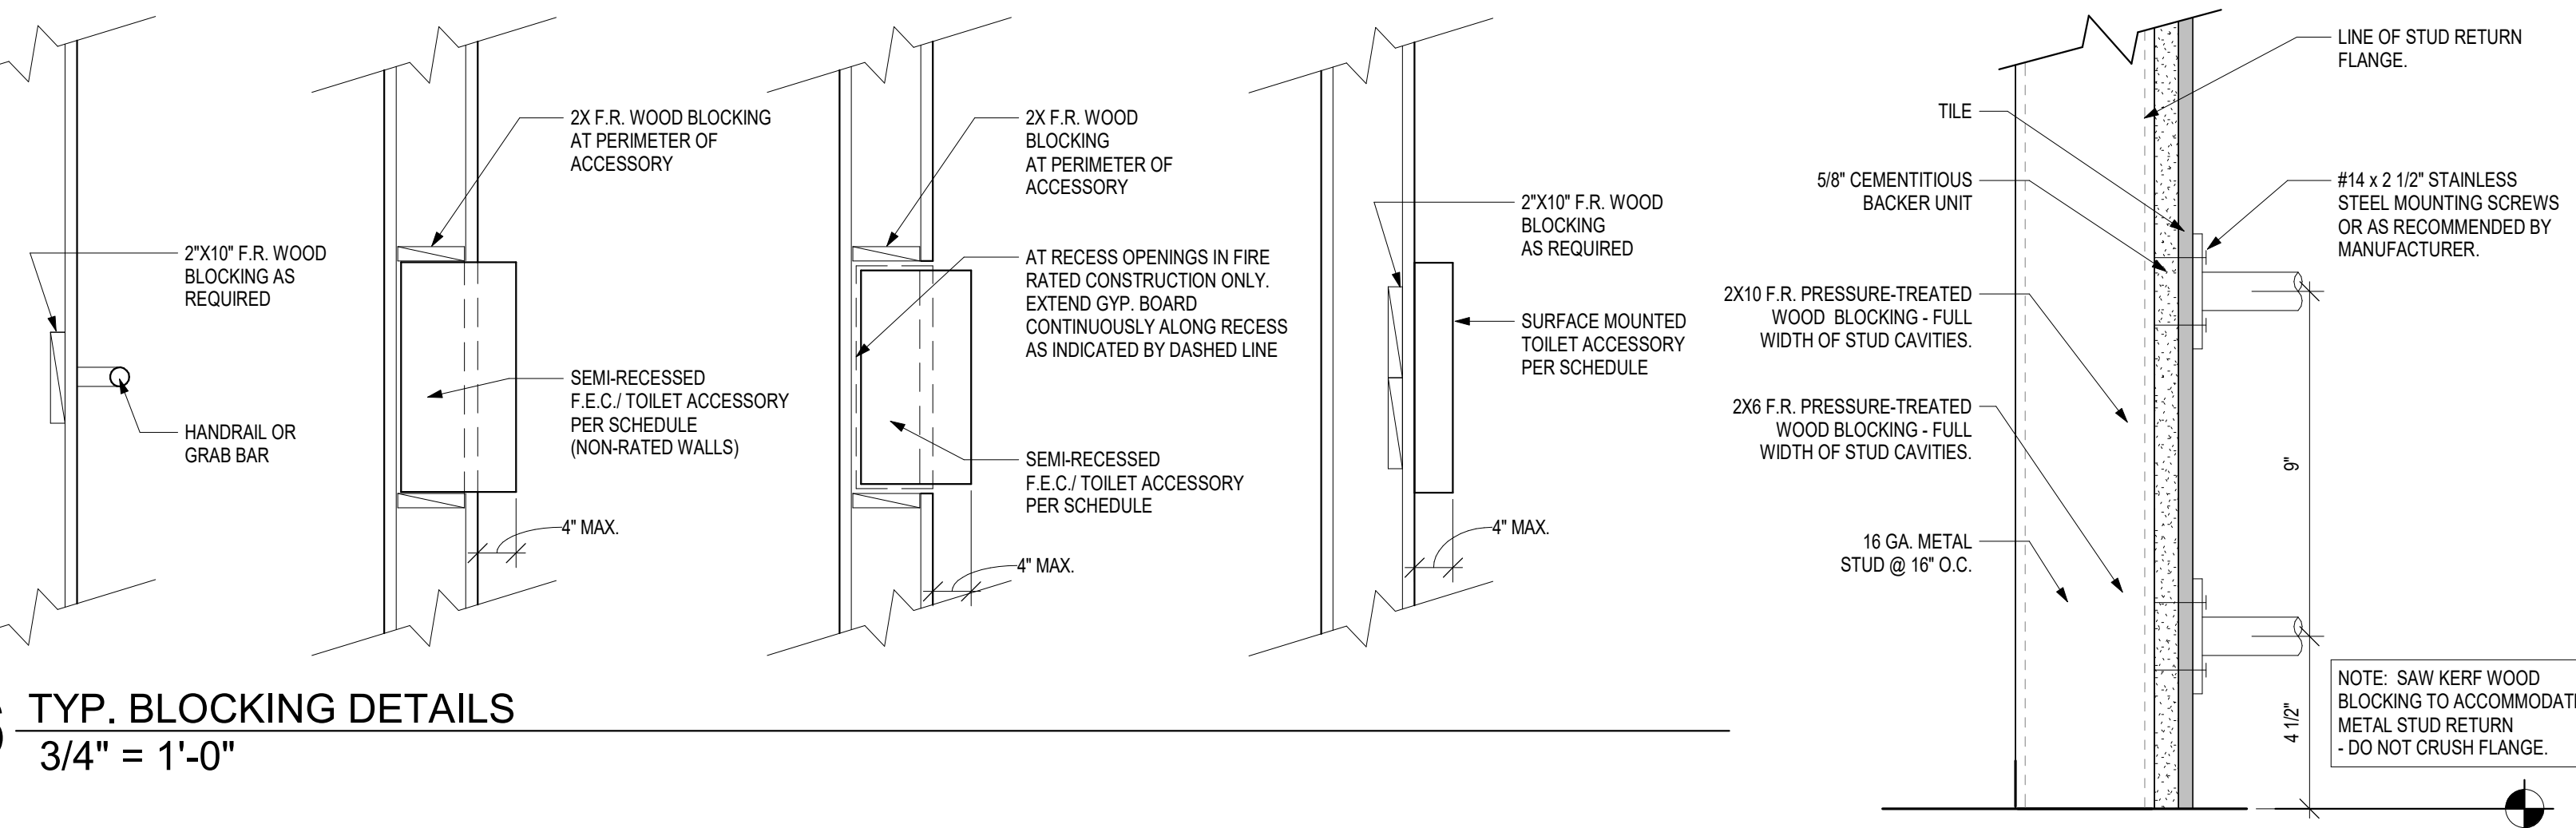 2"X10" F.R. WOOD
BLOCKING AS
REQUIRED
HANDRAIL OR
GRAB BAR
2X F.R. WOOD BLOCKING
AT PERIMETER OF
ACCESSORY
SEMI-RECESSED
F.E.C./ TOILET ACCESSORY
PER SCHEDULE
(NON-RATED WALLS)
4" MAX.
2X F.R. WOOD
BLOCKING
AT PERIMETER OF
ACCESSORY
AT RECESS OPENINGS IN FIRE
RATED CONSTRUCTION ONLY.
EXTEND GYP. BOARD
CONTINUOUSLY ALONG RECESS
AS INDICATED BY DASHED LINE
SEMI-RECESSED
F.E.C./ TOILET ACCESSORY
PER SCHEDULE
4" MAX.
2"X10" F.R. WOOD
BLOCKING
AS REQUIRED
SURFACE MOUNTED
TOILET ACCESSORY
PER SCHEDULE
4" MAX.
TYP. BLOCKING DETAILS
3/4" = 1'-0"
TILE
5/8" CEMENTITIOUS
BACKER UNIT
2X10 F.R. PRESSURE-TREATED
WOOD BLOCKING - FULL
WIDTH OF STUD CAVITIES.
2X6 F.R. PRESSURE-TREATED
WOOD BLOCKING - FULL
WIDTH OF STUD CAVITIES.
16 GA. METAL
STUD @ 16" O.C.
LINE OF STUD RETURN
FLANGE.
#14 x 2 1/2" STAINLESS
STEEL MOUNTING SCREWS
OR AS RECOMMENDED BY
MANUFACTURER.
9"
4 1/2"
NOTE: SAW KERF WOOD
BLOCKING TO ACCOMMODAT
METAL STUD RETURN
- DO NOT CRUSH FLANGE.